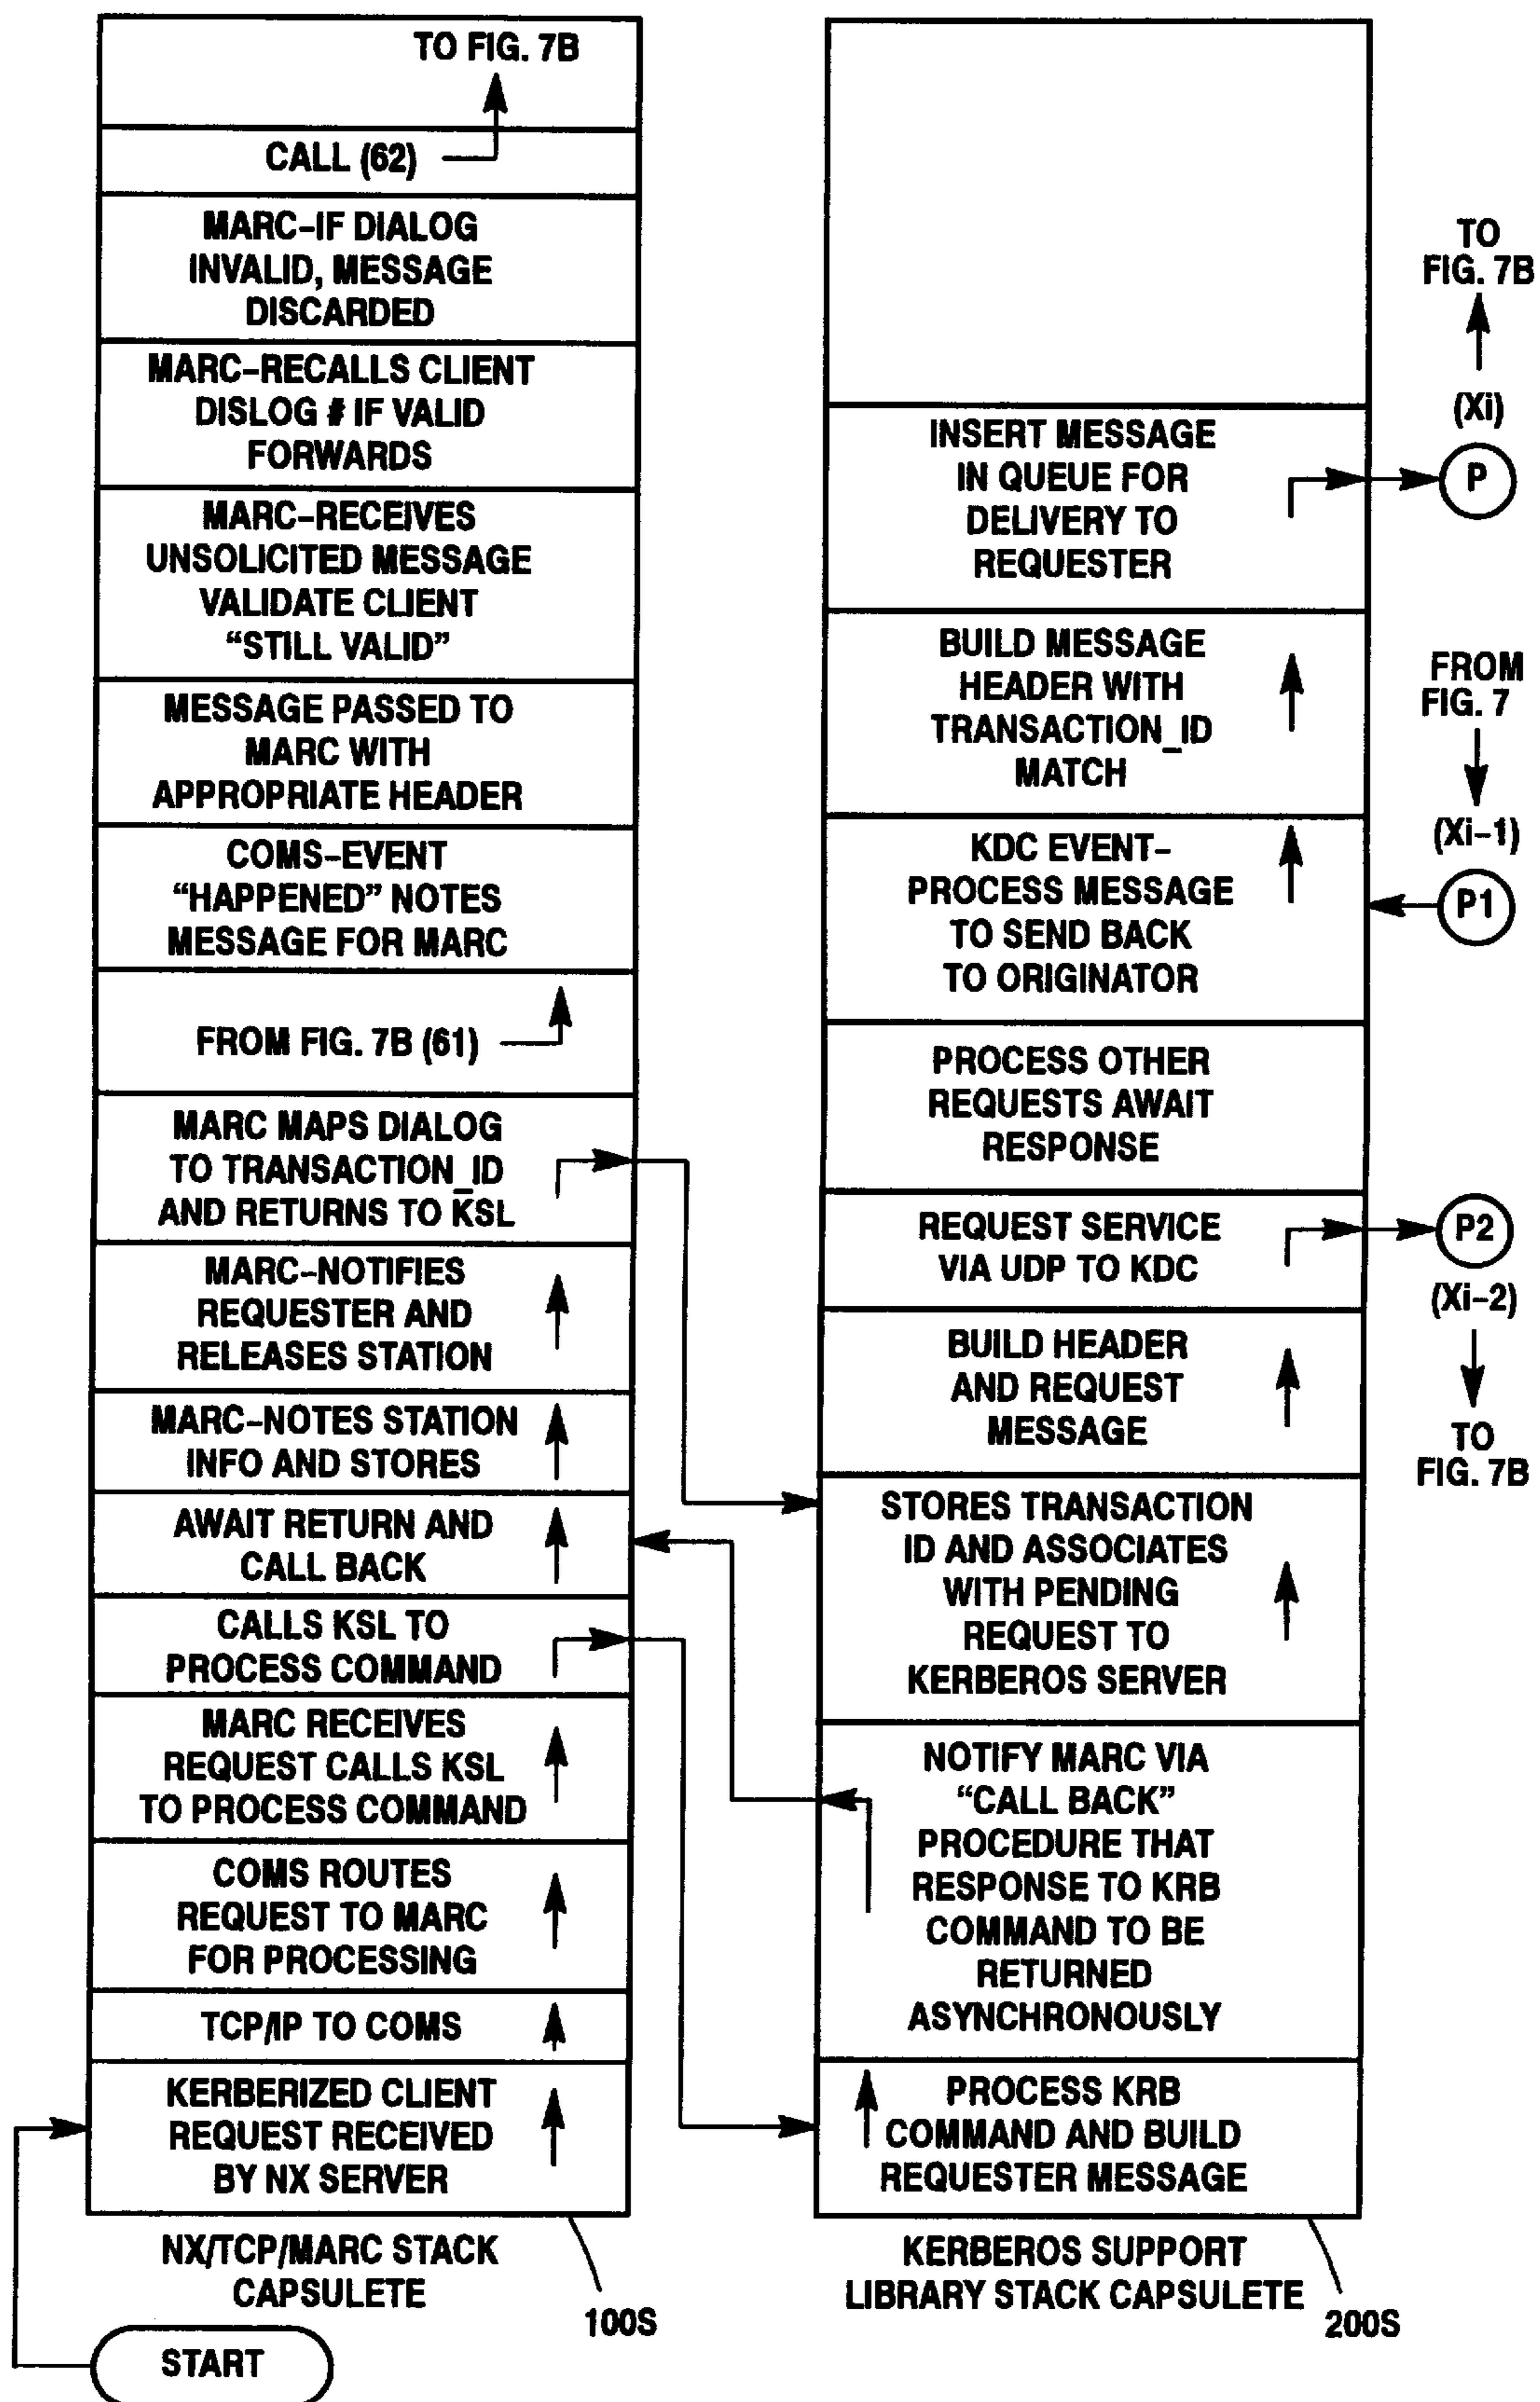 TO FIG. 7B
CALL (62)
MARC-IF DIALOG
INVALID, MESSAGE
DISCARDED
MARC-RECALLS CLIENT
DISLOG # IF VALID
FORWARDS
MARC-RECEIVES
UNSOLICITED MESSAGE
VALIDATE CLIENT
“STILL VALID”
MESSAGE PASSED TO
MARC WITH
APPROPRIATE HEADER
COMS-EVENT
“HAPPENED” NOTES
MESSAGE FOR MARC
FROM FIG. 7B (61)
MARC MAPS DIALOG
TO TRANSACTION_ID
AND RETURNS TO KSL
MARC-NOTIFIES
REQUESTER AND
RELEASES STATION
MARC-NOTES STATION
INFO AND STORES
AWAIT RETURN AND
CALL BACK
CALLS KSL TO
PROCESS COMMAND
MARC RECEIVES
REQUEST CALLS KSL
TO PROCESS COMMAND
COMS ROUTES
REQUEST TO MARC
FOR PROCESSING
TCP/IP TO COMS
KERBERIZED CLIENT
REQUEST RECEIVED
BY NX SERVER
NX/TCP/MARC STACK
CAPSULETE
100S
START
INSERT MESSAGE
IN QUEUE FOR
DELIVERY TO
REQUESTER
BUILD MESSAGE
HEADER WITH
TRANSACTION_ID
MATCH
KDC EVENT-
PROCESS MESSAGE
TO SEND BACK
TO ORIGINATOR
PROCESS OTHER
REQUESTS AWAIT
RESPONSE
REQUEST SERVICE
VIA UDP TO KDC
BUILD HEADER
AND REQUEST
MESSAGE
STORES TRANSACTION
ID AND ASSOCIATES
WITH PENDING
REQUEST TO
KERBEROS SERVER
NOTIFY MARC VIA
“CALL BACK”
PROCEDURE THAT
RESPONSE TO KRB
COMMAND TO BE
RETURNED
ASYNCHRONOUSLY
PROCESS KRB
COMMAND AND BUILD
REQUESTER MESSAGE
KERBEROS SUPPORT
LIBRARY STACK CAPSULETE
200S
TO
FIG. 7B
(Xi)
P
FROM
FIG. 7
(Xi-1)
P1
P2
(Xi-2)
TO
FIG. 7B